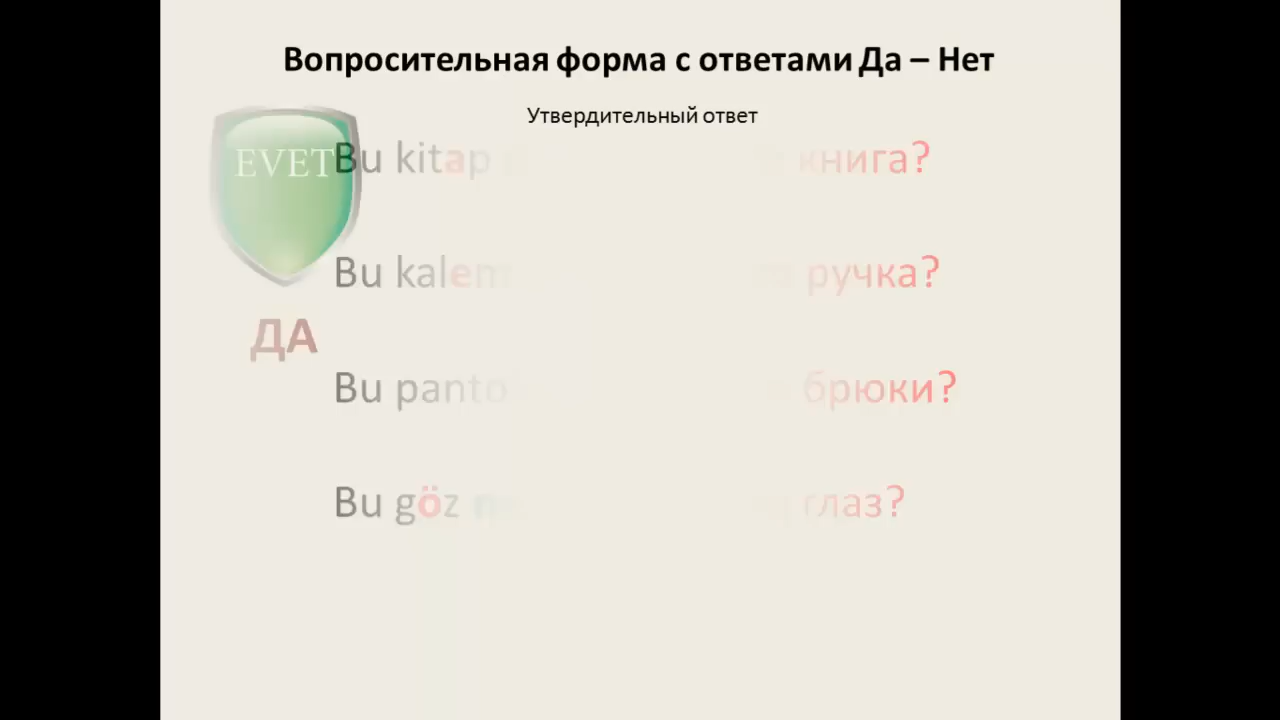 Вопросительная форма с ответами Да – Нет
Утвердительный ответ
EVET
Bu kitap книга?
Bu kalem ручка?
ДА
Bu брюки?
Bu göz глаз?